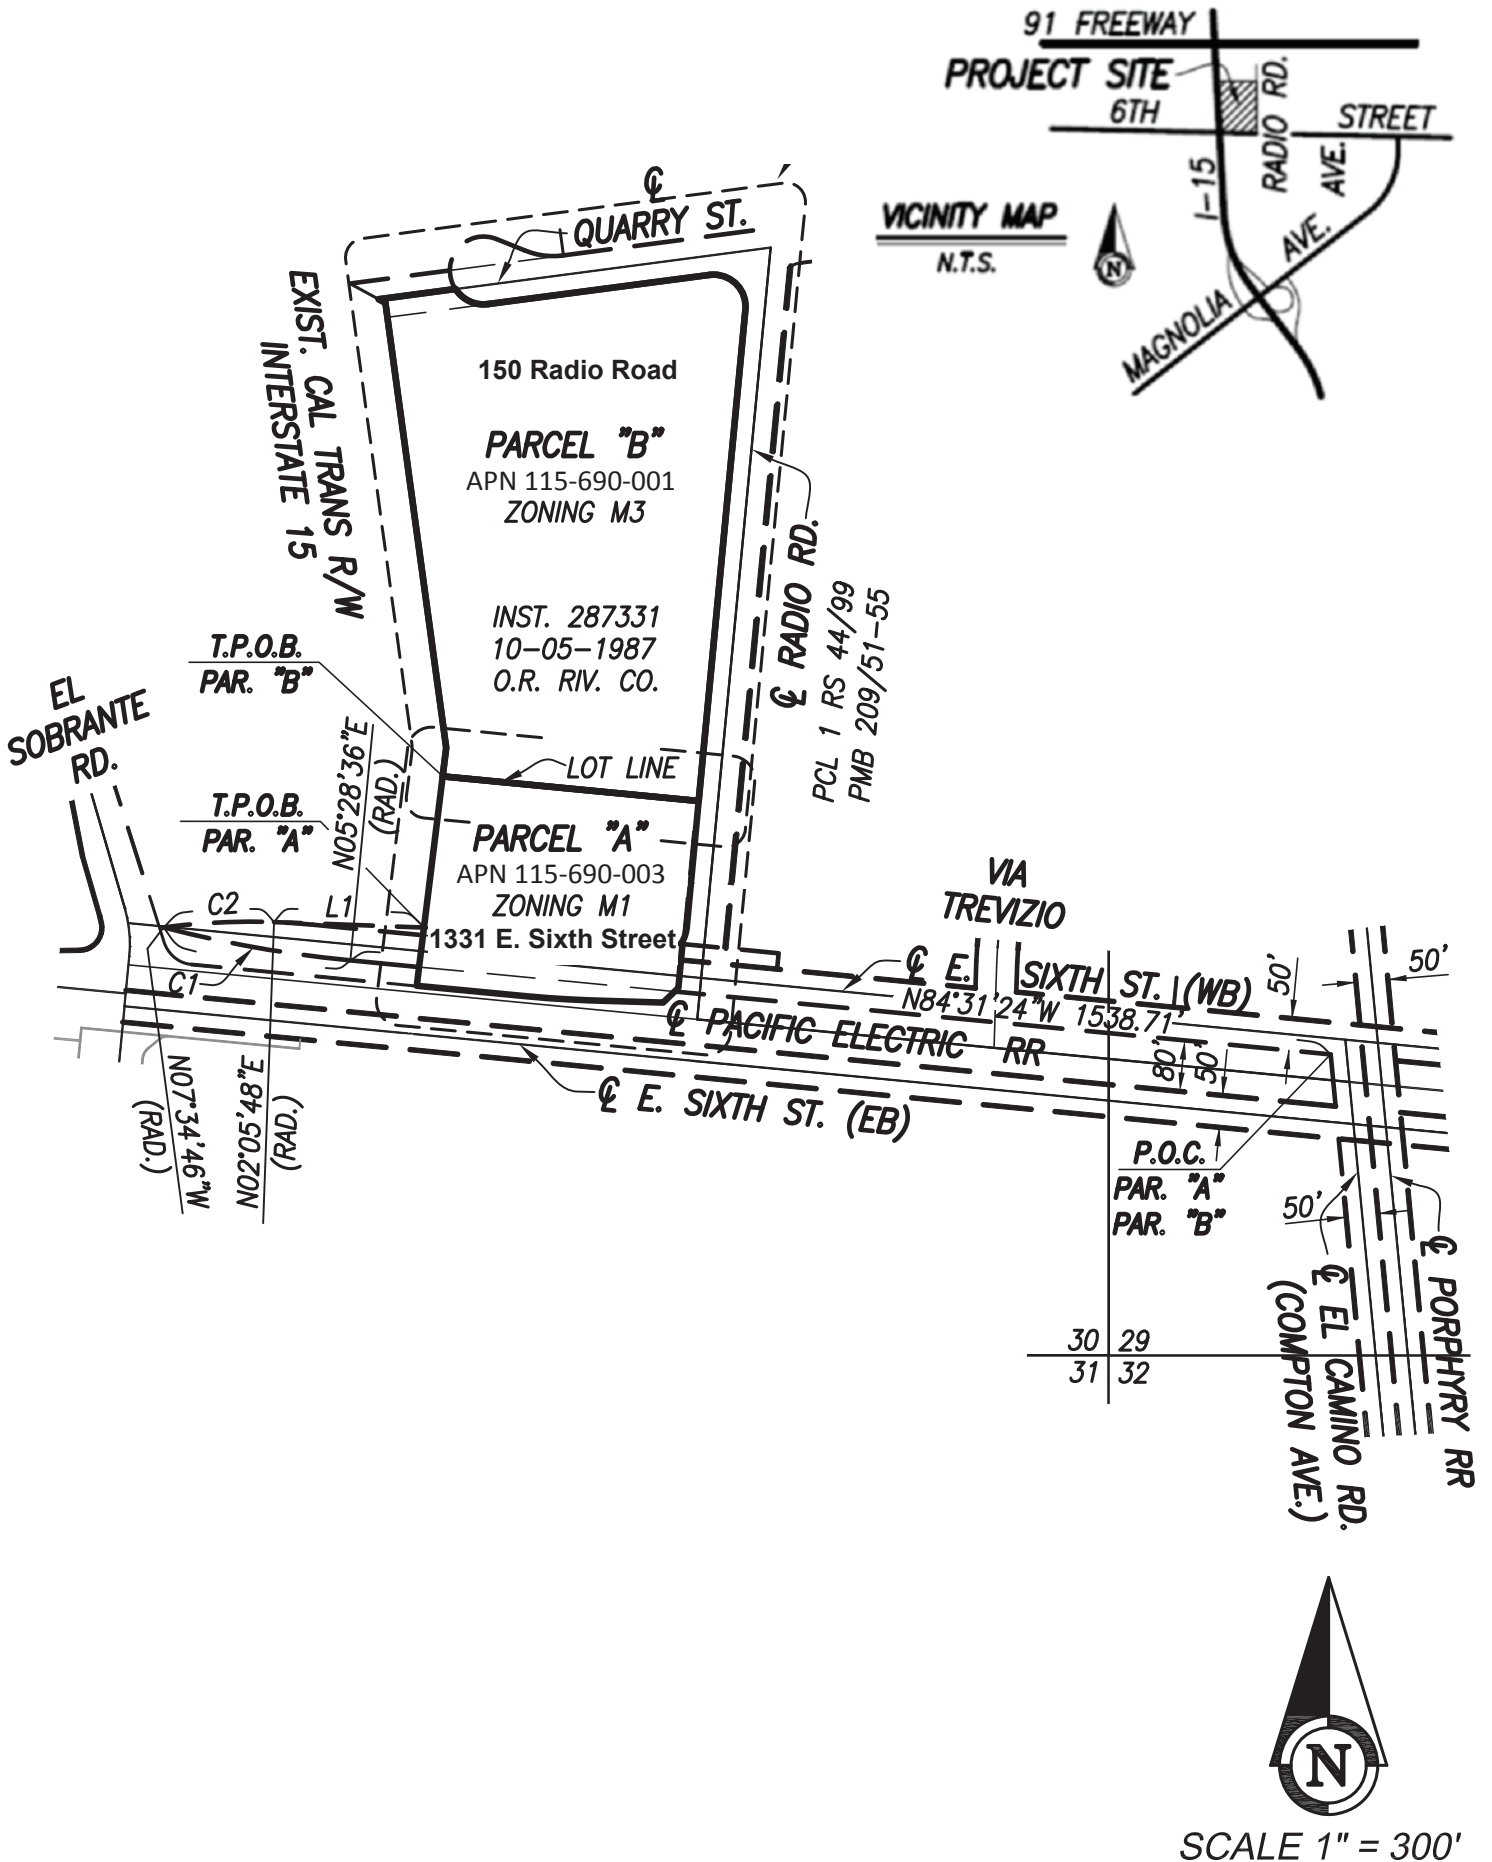 91 FREEWAY
PROJECT SITE
6TH
STREET
RADIO RD.
AVE.
I-15
MAGNOLIA AVE.
VICINITY MAP
N.T.S.
N
℄
QUARRY ST.
EXIST. CAL TRANS R/W
INTERSTATE 15
150 Radio Road
PARCEL "B"
APN 115-690-001
ZONING M3
INST. 287331
10-05-1987
O.R. RIV. CO.
℄ RADIO RD.
PCL 1 RS 44/99
PMB 209/51-55
T.P.O.B.
PAR. "B"
EL
SOBRANTE
RD.
N05°28'36"E
(RAD.)
LOT LINE
T.P.O.B.
PAR. "A"
PARCEL "A"
APN 115-690-003
ZONING M1
1331 E. Sixth Street
C2
L1
C1
VIA
TREVIZIO
℄ E. SIXTH ST. (WB)
N84°31'24"W 1538.71'
℄ PACIFIC ELECTRIC RR
℄ E. SIXTH ST. (EB)
50'
50'
80'
50'
N07°34'46"W
(RAD.)
N02°05'48"E
(RAD.)
P.O.C.
PAR. "A"
PAR. "B"
50'
℄ PORPHYRY RR
℄ EL CAMINO RD.
(COMPTON AVE.)
30 29
31 32
N
SCALE 1" = 300'